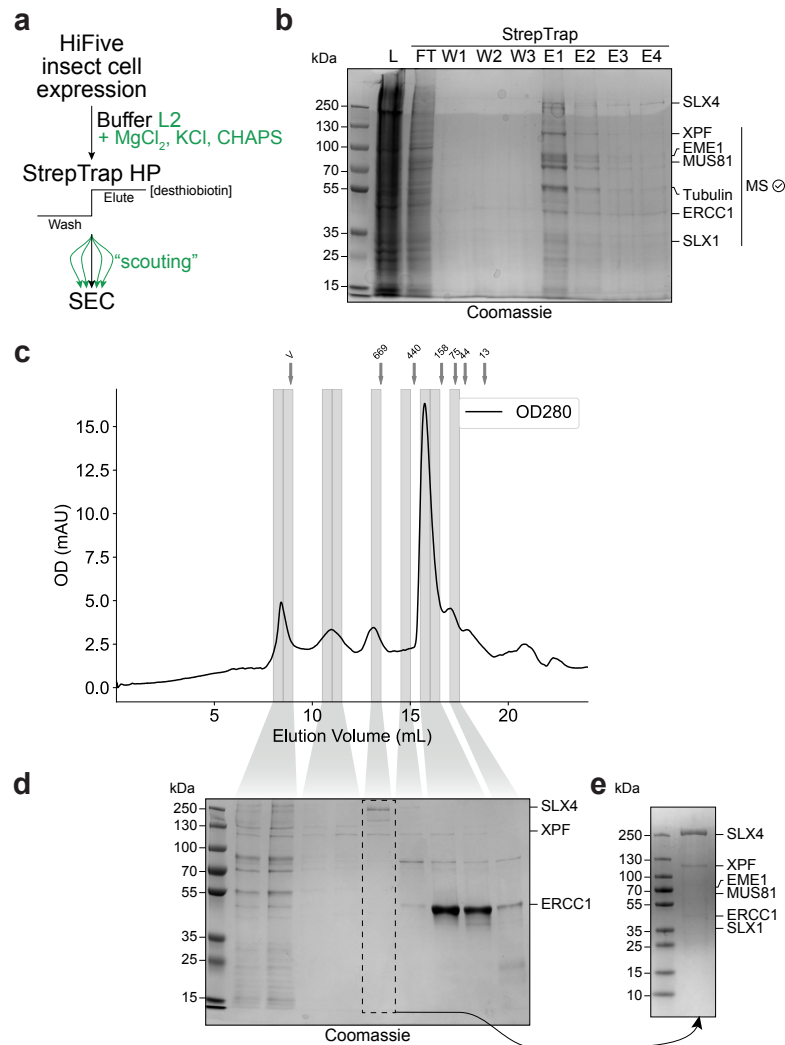 a
HiFive
insect cell
expression
Buffer L2
+ MgCl2, KCl, CHAPS
StrepTrap HP
Elute [desthiobiotin]
Wash
"scouting"
SEC
b
StrepTrap
kDa L FT W1 W2 W3 E1 E2 E3 E4
250
130
100
70
55
35
25
15
SLX4
XPF
EME1
MUS81
Tubulin
ERCC1
SLX1
MS
Coomassie
c
V 669 440 158 75 44 13
OD280
OD (mAU)
15.0
12.5
10.0
7.5
5.0
2.5
0.0
5 10 15 20
Elution Volume (mL)
d
kDa
250
130
100
70
55
35
25
15
SLX4
XPF
ERCC1
Coomassie
e
kDa
250
130
100
70
55
35
25
15
10
SLX4
XPF
EME1
MUS81
ERCC1
SLX1